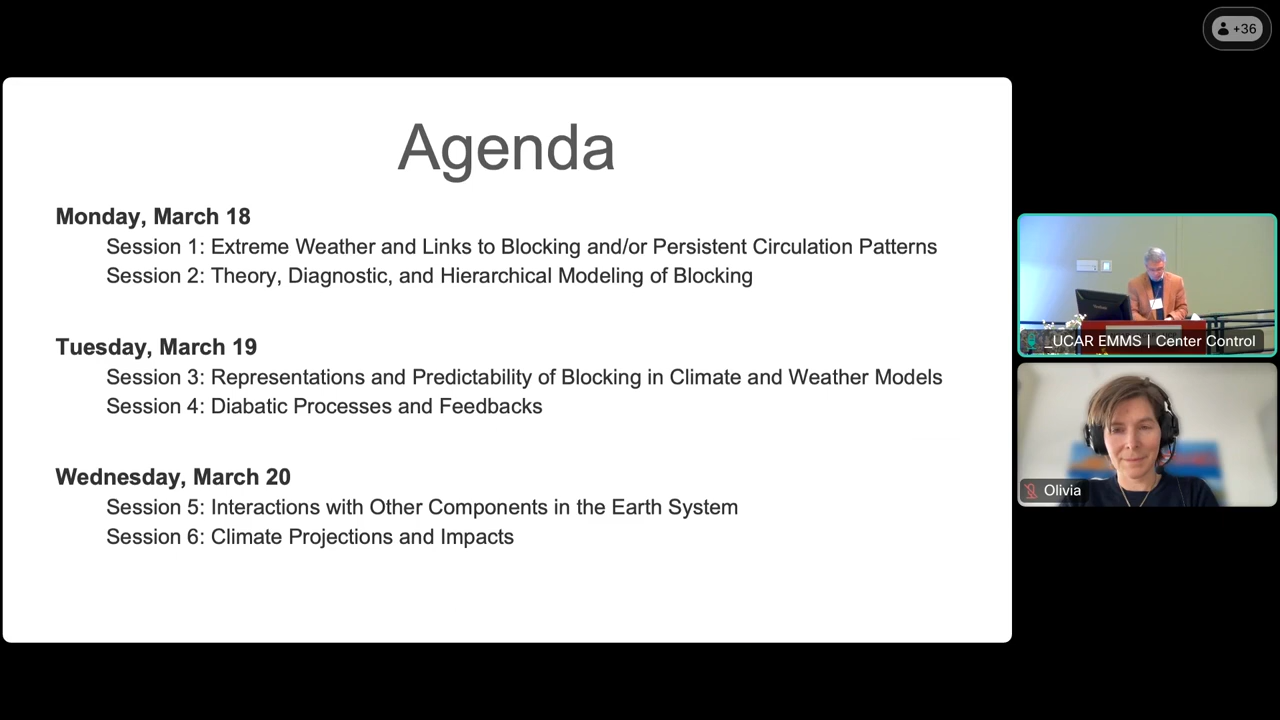 +36
Agenda
Monday, March 18
Session 1: Extreme Weather and Links to Blocking and/or Persistent Circulation Patterns
Session 2: Theory, Diagnostic, and Hierarchical Modeling of Blocking
Tuesday, March 19
Session 3: Representations and Predictability of Blocking in Climate and Weather Models
Session 4: Diabatic Processes and Feedbacks
Wednesday, March 20
Session 5: Interactions with Other Components in the Earth System
Session 6: Climate Projections and Impacts
_UCAR EMMS | Center Control
Olivia